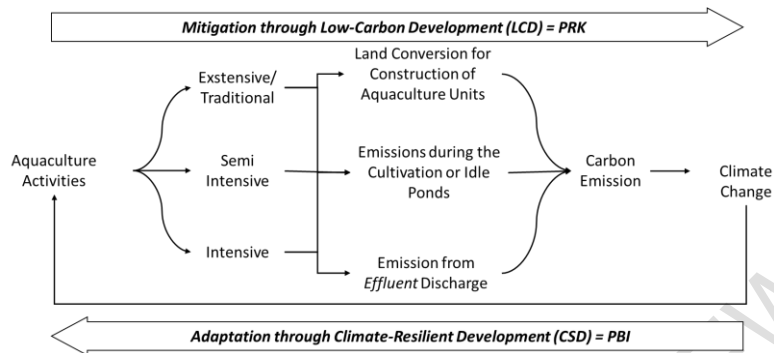 Mitigation through Low-Carbon Development (LCD) = PRK
Exstensive/
Traditional
Land Conversion for
Construction of
Aquaculture Units
Aquaculture
Activities
Semi
Intensive
Emissions during the
Cultivation or Idle
Ponds
Carbon
Emission
Climate
Change
Intensive
Emission from
Effluent Discharge
Adaptation through Climate-Resilient Development (CSD) = PBI